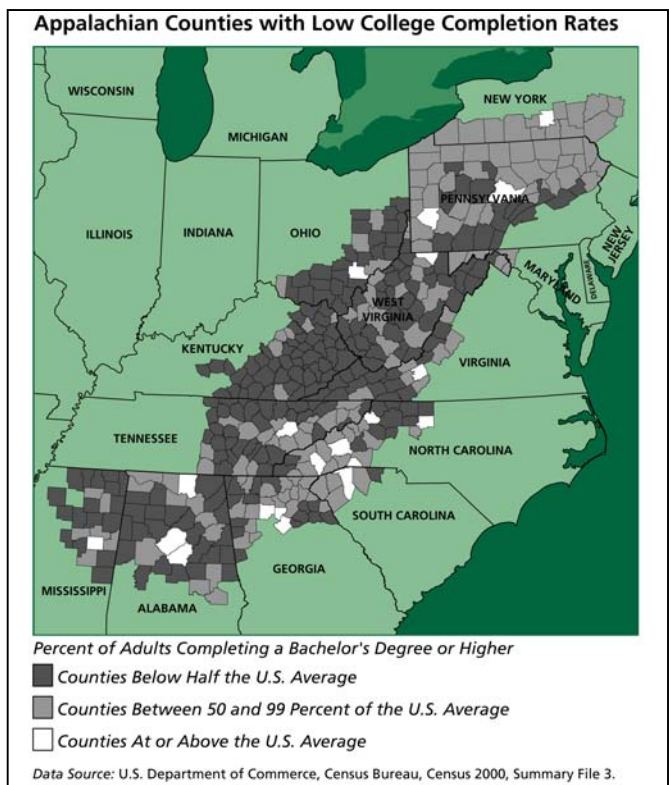 Appalachian Counties with Low College Completion Rates
WISCONSIN
NEW YORK
MICHIGAN
PENNSYLVANIA
ILLINOIS
INDIANA
OHIO
NEW
JERSEY
MARYLAND
DELAWARE
WEST
VIRGINIA
KENTUCKY
VIRGINIA
TENNESSEE
NORTH CAROLINA
SOUTH CAROLINA
GEORGIA
MISSISSIPPI
ALABAMA
Percent of Adults Completing a Bachelor's Degree or Higher
Counties Below Half the U.S. Average
Counties Between 50 and 99 Percent of the U.S. Average
Counties At or Above the U.S. Average
Data Source: U.S. Department of Commerce, Census Bureau, Census 2000, Summary File 3.